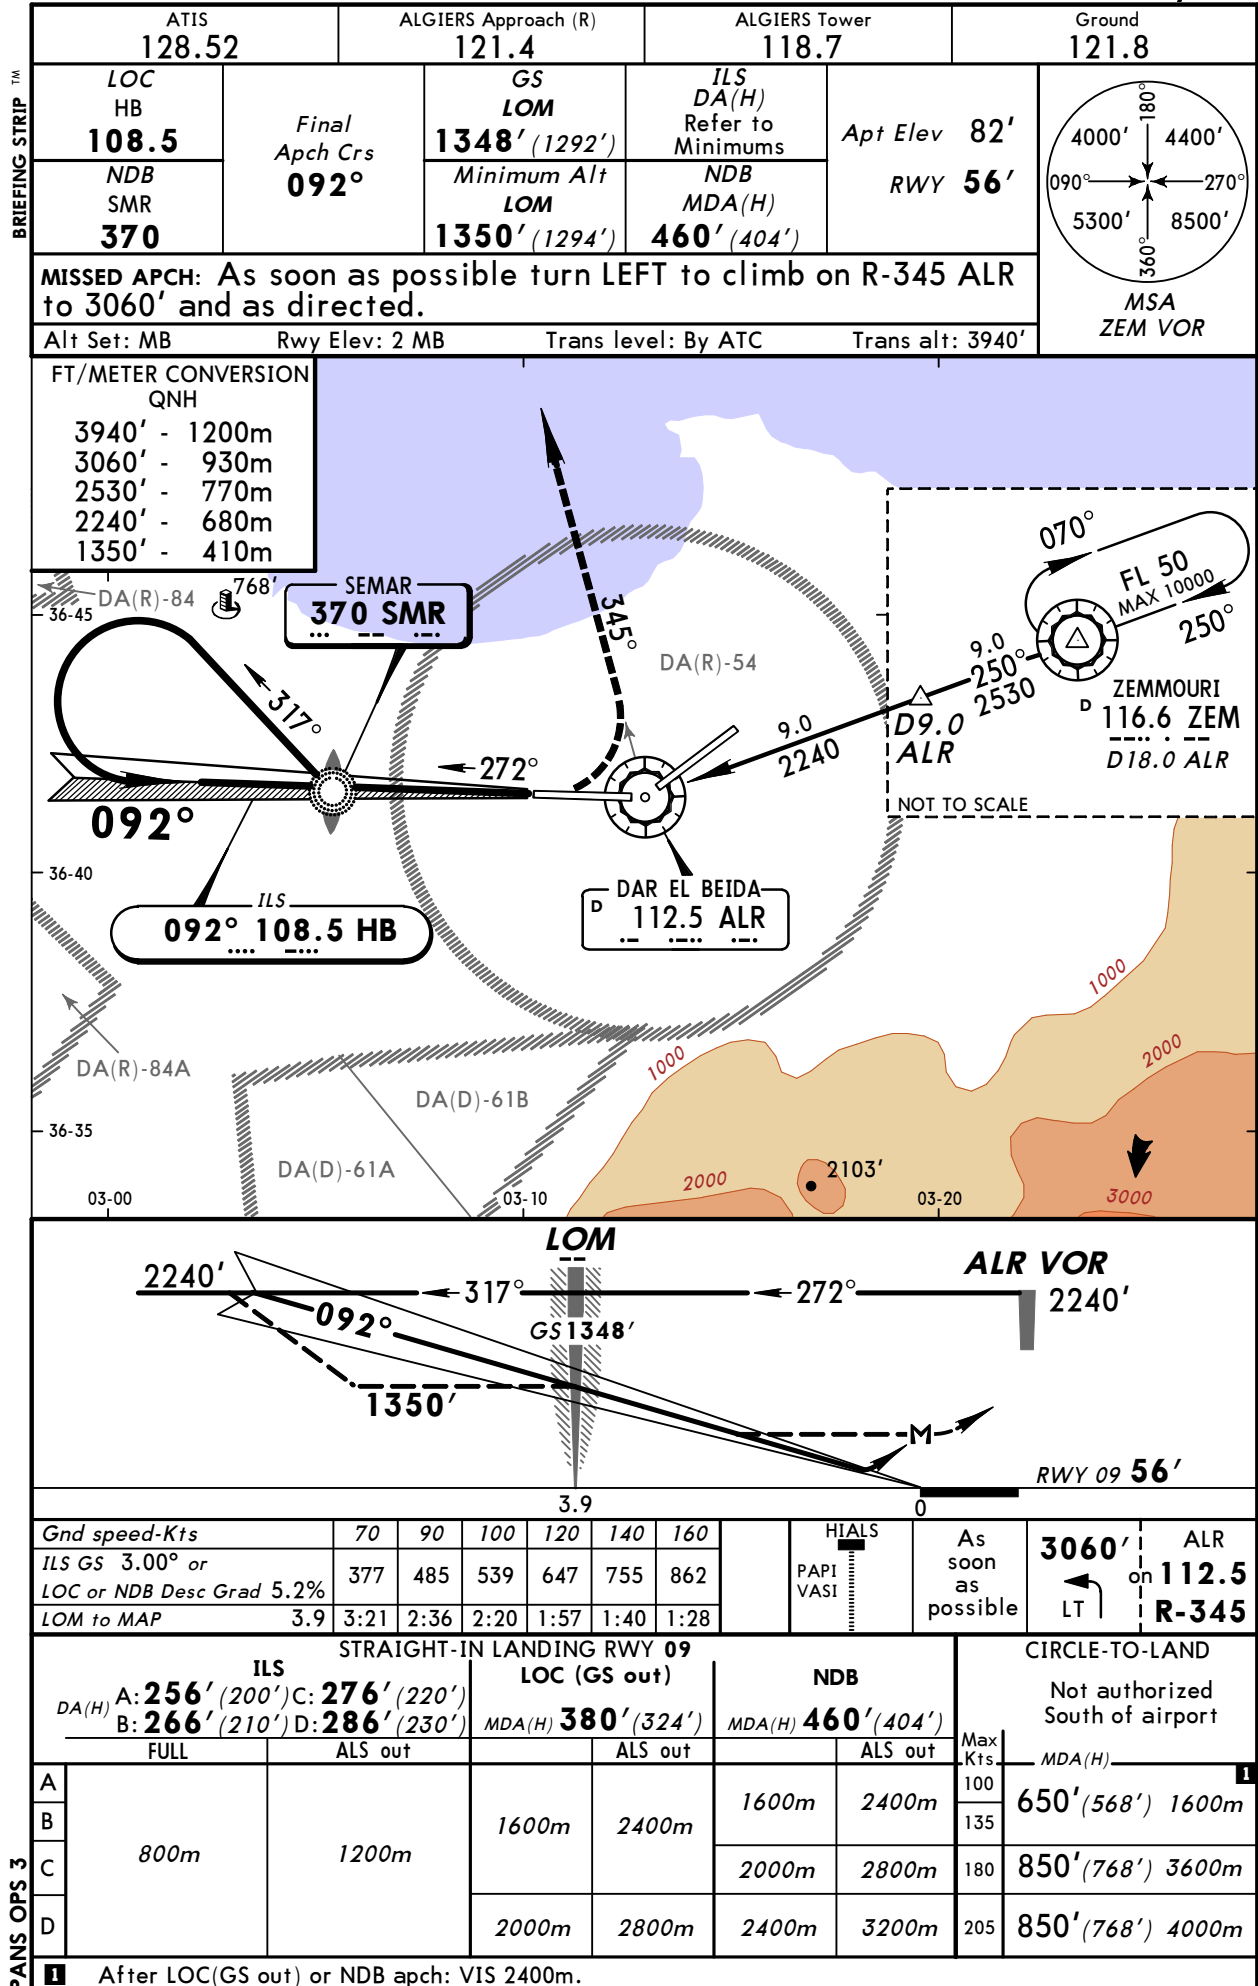 ATIS
128.52
ALGIERS Approach (R)
121.4
ALGIERS Tower
118.7
Ground
121.8
BRIEFING STRIP TM
LOC
HB
108.5
NDB
SMR
370
Final
Apch Crs
092°
GS
LOM
1348' (1292')
Minimum Alt
LOM
1350' (1294')
ILS
DA(H)
Refer to
Minimums
NDB
MDA(H)
460' (404')
Apt Elev 82'
RWY 56'
180°
4000' 4400'
090° 270°
5300' 8500'
360°
MSA
ZEM VOR
MISSED APCH: As soon as possible turn LEFT to climb on R-345 ALR
to 3060' and as directed.
Alt Set: MB Rwy Elev: 2 MB Trans level: By ATC Trans alt: 3940'
FT/METER CONVERSION
QNH
3940' - 1200m
3060' - 930m
2530' - 770m
2240' - 680m
1350' - 410m
DA(R)-84
768'
36-45
SEMAR
370 SMR
345°
DA(R)-54
070°
FL 50
MAX 10000
250°
9.0
250°
2530
ZEMMOURI
D 116.6 ZEM
D18.0 ALR
D9.0
ALR
9.0
2240
NOT TO SCALE
317°
272°
092°
36-40
ILS
092° 108.5 HB
DAR EL BEIDA
D 112.5 ALR
DA(R)-84A
DA(D)-61B
DA(D)-61A
36-35
1000
1000
2000
2000
2103'
3000
03-00
03-10
03-20
LOM
ALR VOR
2240'
317°
272°
2240'
092°
GS 1348'
1350'
M
RWY 09 56'
3.9
0
Gnd speed-Kts 70 90 100 120 140 160
ILS GS 3.00° or
LOC or NDB Desc Grad 5.2% 377 485 539 647 755 862
LOM to MAP 3.9 3:21 2:36 2:20 1:57 1:40 1:28
HIALS
PAPI
VASI
As
soon
as
possible
3060'
LT
on
ALR
112.5
R-345
STRAIGHT-IN LANDING RWY 09
ILS
DA(H) A: 256' (200') C: 276' (220')
B: 266' (210') D: 286' (230')
LOC (GS out)
MDA(H) 380' (324')
NDB
MDA(H) 460' (404')
CIRCLE-TO-LAND
Not authorized
South of airport
FULL ALS out ALS out ALS out
Max
Kts
MDA(H)
1
A
B
C
D
800m
1200m
1600m 2400m
2000m 2800m
1600m 2400m
2000m 2800m
2400m 3200m
100
135
650' (568') 1600m
180 850' (768') 3600m
205 850' (768') 4000m
PANS OPS 3
1 After LOC(GS out) or NDB apch: VIS 2400m.